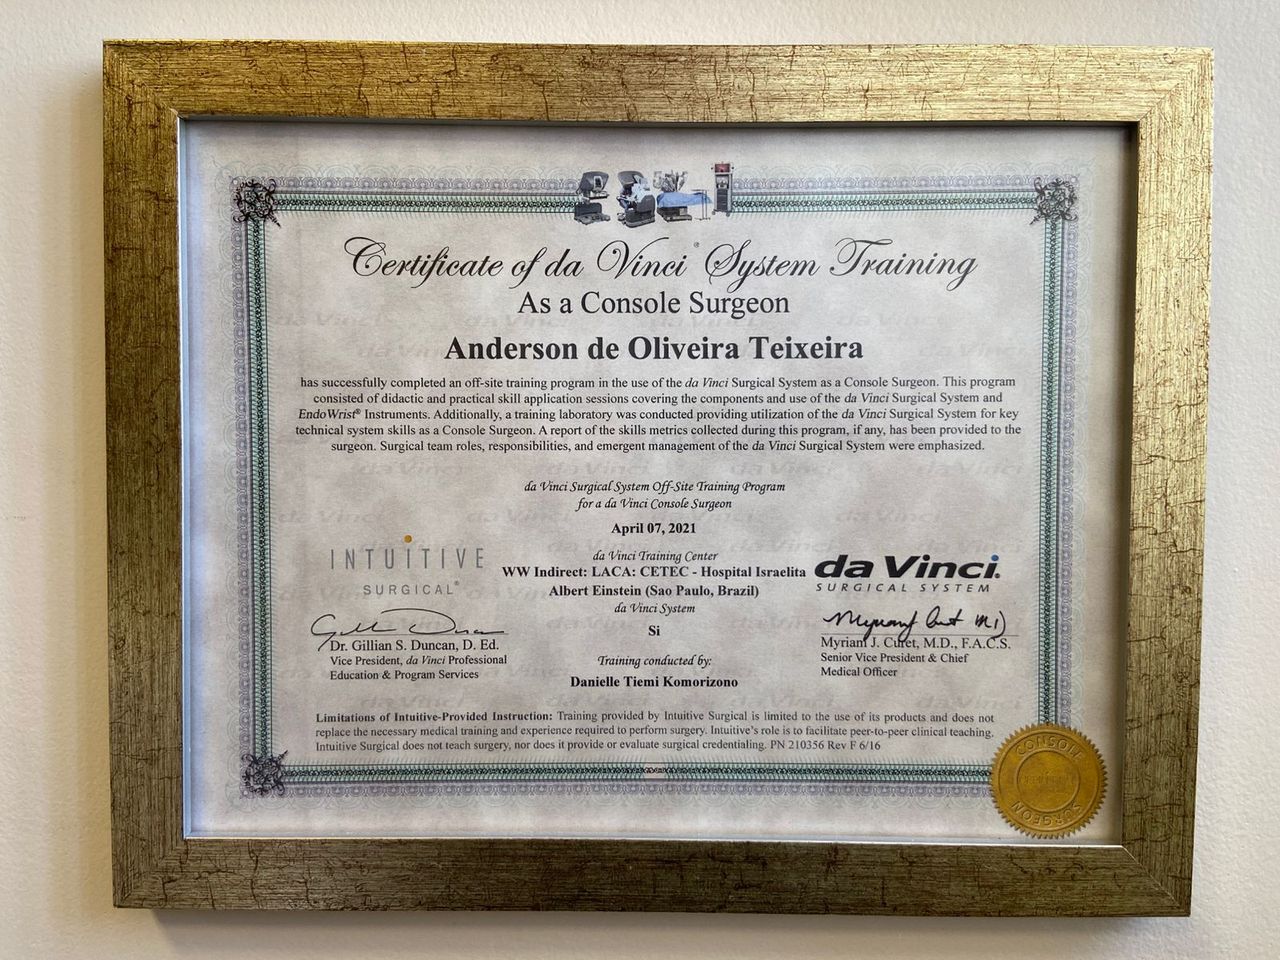 Certificate of da Vinci® System Training
As a Console Surgeon
Anderson de Oliveira Teixeira
has successfully completed an off-site training program in the use of the da Vinci Surgical System as a Console Surgeon. This program
consisted of didactic and practical skill application sessions covering the components and use of the da Vinci Surgical System and
EndoWrist® Instruments. Additionally, a training laboratory was conducted providing utilization of the da Vinci Surgical System for key
technical system skills as a Console Surgeon. A report of the skills metrics collected during this program, if any, has been provided to the
surgeon. Surgical team roles, responsibilities, and emergent management of the da Vinci Surgical System were emphasized.
da Vinci Surgical System Off-Site Training Program
for a da Vinci Console Surgeon
April 07, 2021
da Vinci Training Center
WW Indirect: LACA: CETEC - Hospital Israelita
Albert Einstein (Sao Paulo, Brazil)
da Vinci System
Si
Training conducted by:
Danielle Tiemi Komorizono
INTUITIVE
SURGICAL®
Dr. Gillian S. Duncan, D. Ed.
Vice President, da Vinci Professional
Education & Program Services
da Vinci.
SURGICAL SYSTEM
Myriam J. Curet, M.D., F.A.C.S.
Senior Vice President & Chief
Medical Officer
Limitations of Intuitive-Provided Instruction: Training provided by Intuitive Surgical is limited to the use of its products and does not
replace the necessary medical training and experience required to perform surgery. Intuitive's role is to facilitate peer-to-peer clinical teaching.
Intuitive Surgical does not teach surgery, nor does it provide or evaluate surgical credentialing. PN 210356 Rev F 6/16
CONSOLE
SURGEON